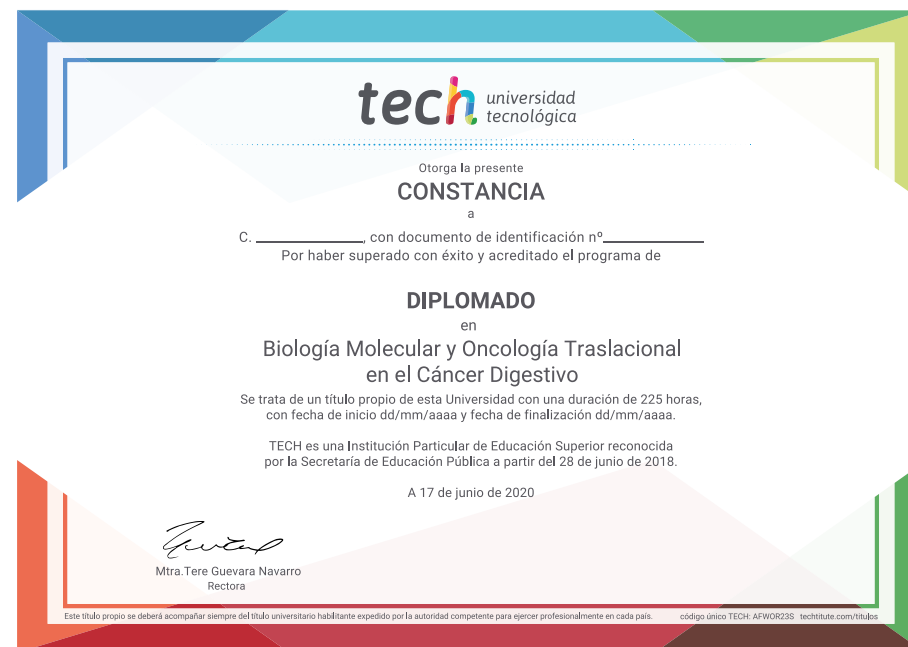 tech universidad
tecnológica
Otorga la presente
CONSTANCIA
a
C. ______________, con documento de identificación nº_____________
Por haber superado con éxito y acreditado el programa de
DIPLOMADO
en
Biología Molecular y Oncología Traslacional
en el Cáncer Digestivo
Se trata de un título propio de esta Universidad con una duración de 225 horas,
con fecha de inicio dd/mm/aaaa y fecha de finalización dd/mm/aaaa.
TECH es una Institución Particular de Educación Superior reconocida
por la Secretaría de Educación Pública a partir del 28 de junio de 2018.
A 17 de junio de 2020
Mtra.Tere Guevara Navarro
Rectora
Este título propio se deberá acompañar siempre del título universitario habilitante expedido por la autoridad competente para ejercer profesionalmente en cada país. código único TECH: AFWOR23S techtitute.com/titulos